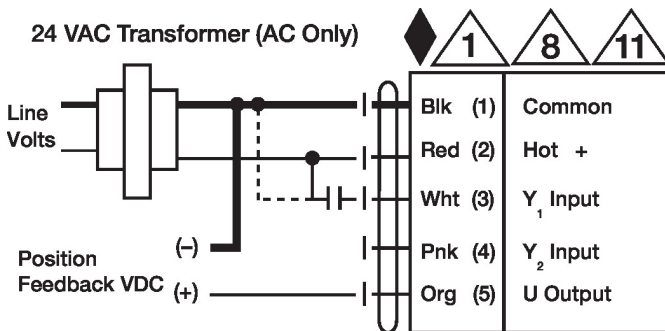 24 VAC Transformer (AC Only)
1 8 11
Line
Volts
Blk (1) Common
Red (2) Hot +
Wht (3) Y1 Input
Pnk (4) Y2 Input
Org (5) U Output
Position
Feedback VDC
(–)
(+)